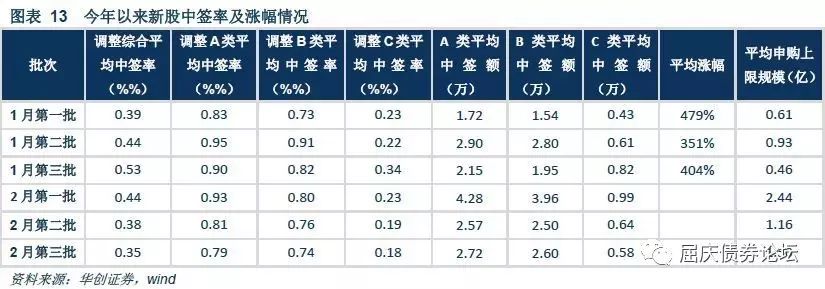 图表 13 今年以来新股中签率及涨幅情况
批次 调整综合平均中签率（%%） 调整A类平均中签率（%%） 调整B类平均中签率（%%） 调整C类平均中签率（%%） A 类平均中签额（万） B 类平均中签额（万） C 类平均中签额（万） 平均涨幅 平均申购上限规模（亿）
1月第一批 0.39 0.83 0.73 0.23 1.72 1.54 0.43 479% 0.61
1月第二批 0.44 0.95 0.91 0.22 2.90 2.80 0.61 351% 0.93
1月第三批 0.53 0.90 0.82 0.34 2.15 1.95 0.82 404% 0.46
2月第一批 0.44 0.93 0.80 0.23 4.28 3.96 0.99 2.44
2月第二批 0.38 0.81 0.76 0.19 2.57 2.50 0.64 1.16
2月第三批 0.35 0.79 0.74 0.18 2.72 2.60 0.58
屈庆债券论坛
资料来源：华创证券，wind